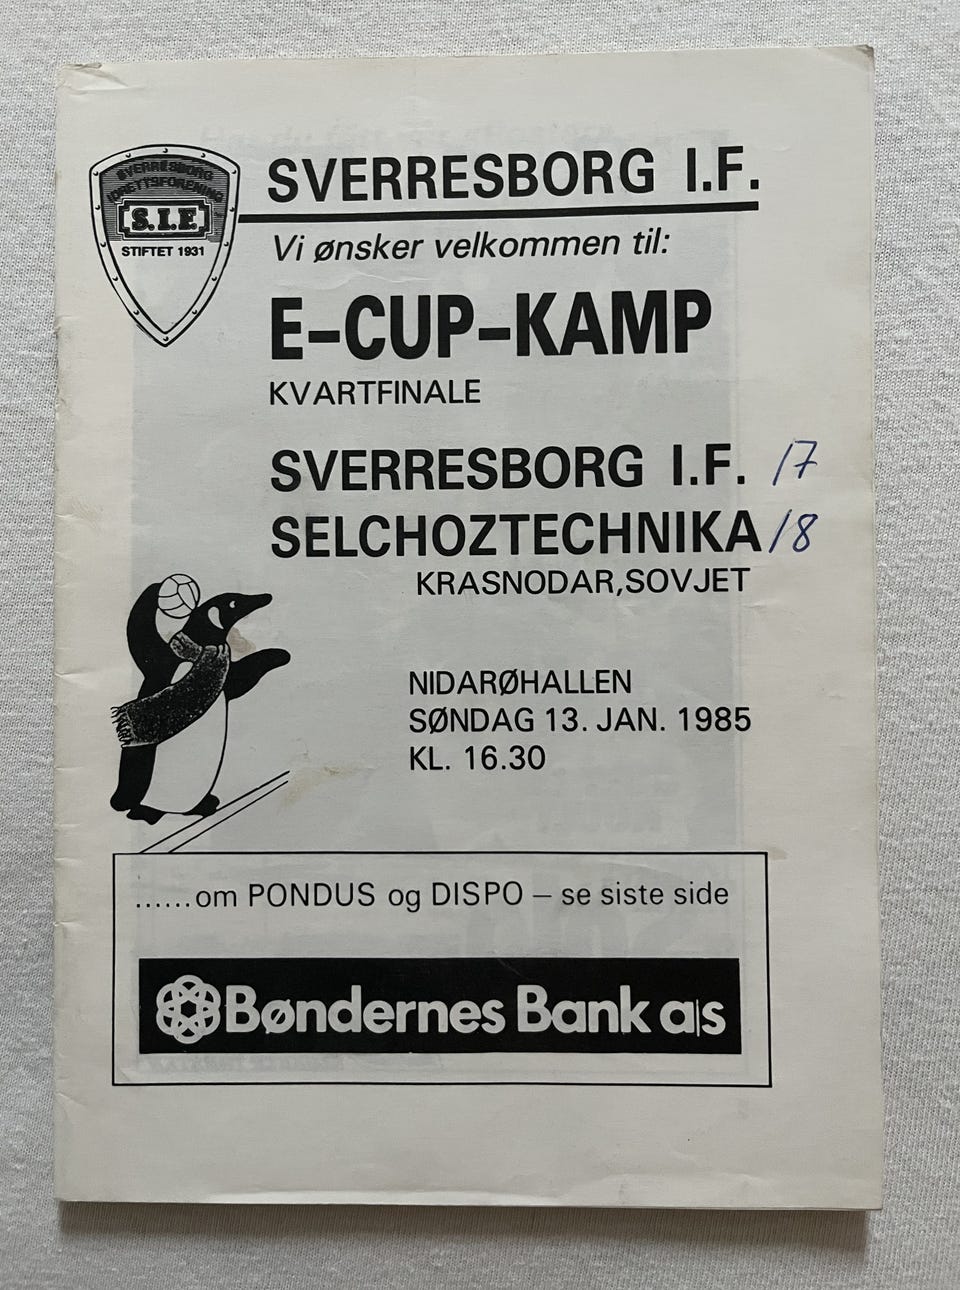 SVERRESBORG
IDRETTSFORENING
S.I.F.
STIFTET 1931
SVERRESBORG I.F.
Vi ønsker velkommen til:
E-CUP-KAMP
KVARTFINALE
SVERRESBORG I.F. 17
SELCHOZTECHNIKA 18
KRASNODAR,SOVJET
NIDARØHALLEN
SØNDAG 13. JAN. 1985
KL. 16.30
......om PONDUS og DISPO – se siste side
Bøndernes Bank a|s